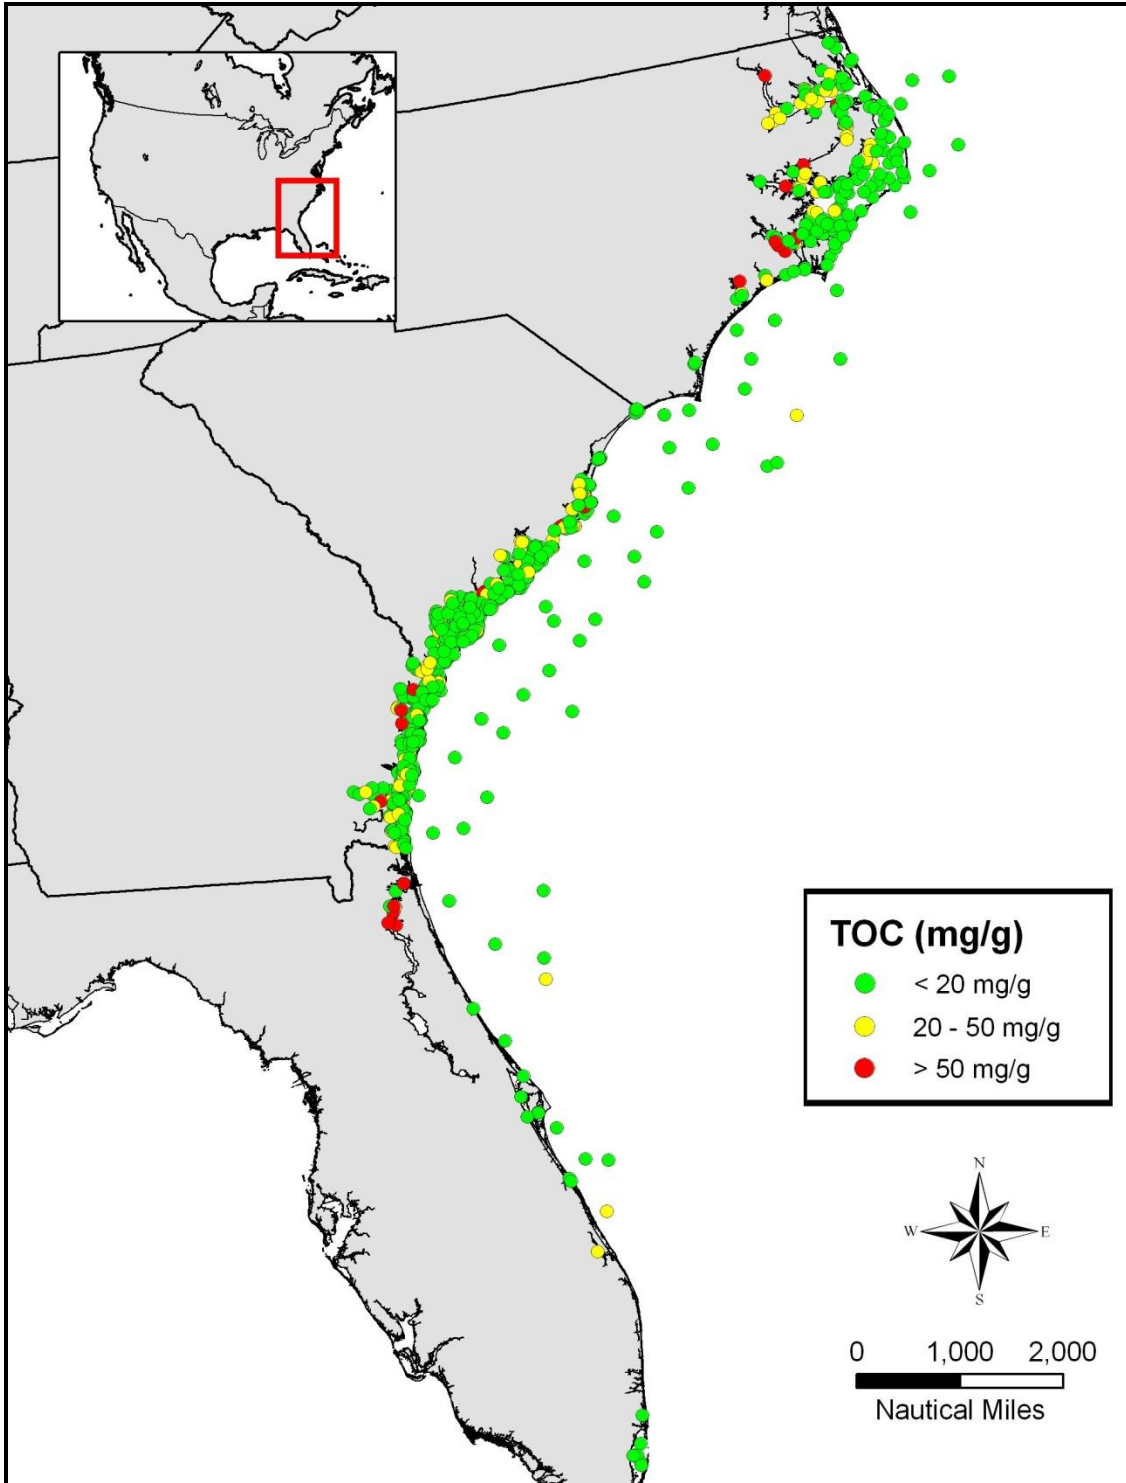 TOC (mg/g)
< 20 mg/g
20 - 50 mg/g
> 50 mg/g
N
W E
S
0 1,000 2,000
Nautical Miles